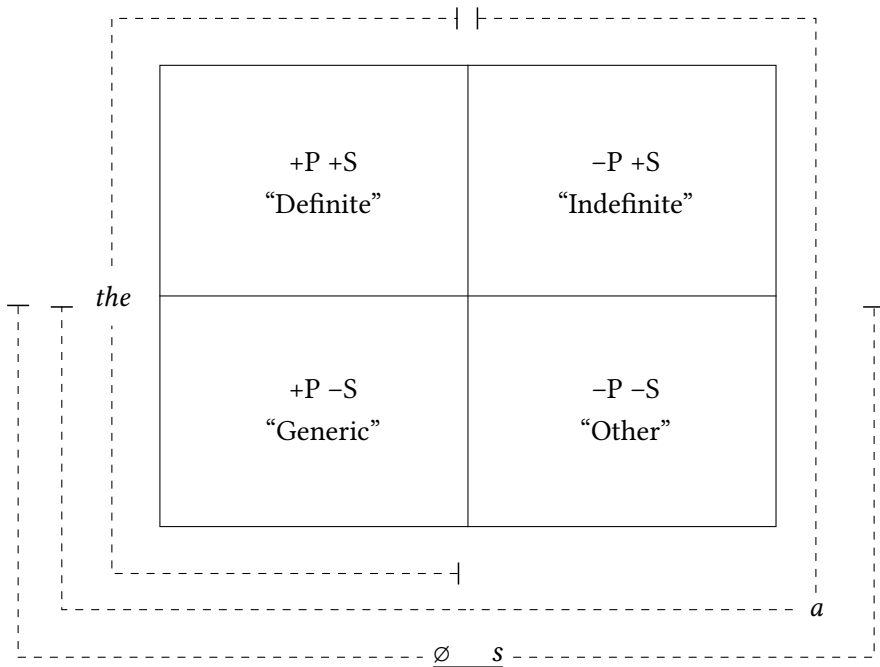 +P +S
“Definite”
–P +S
“Indefinite”
the
+P –S
“Generic”
–P –S
“Other”
a
∅ s